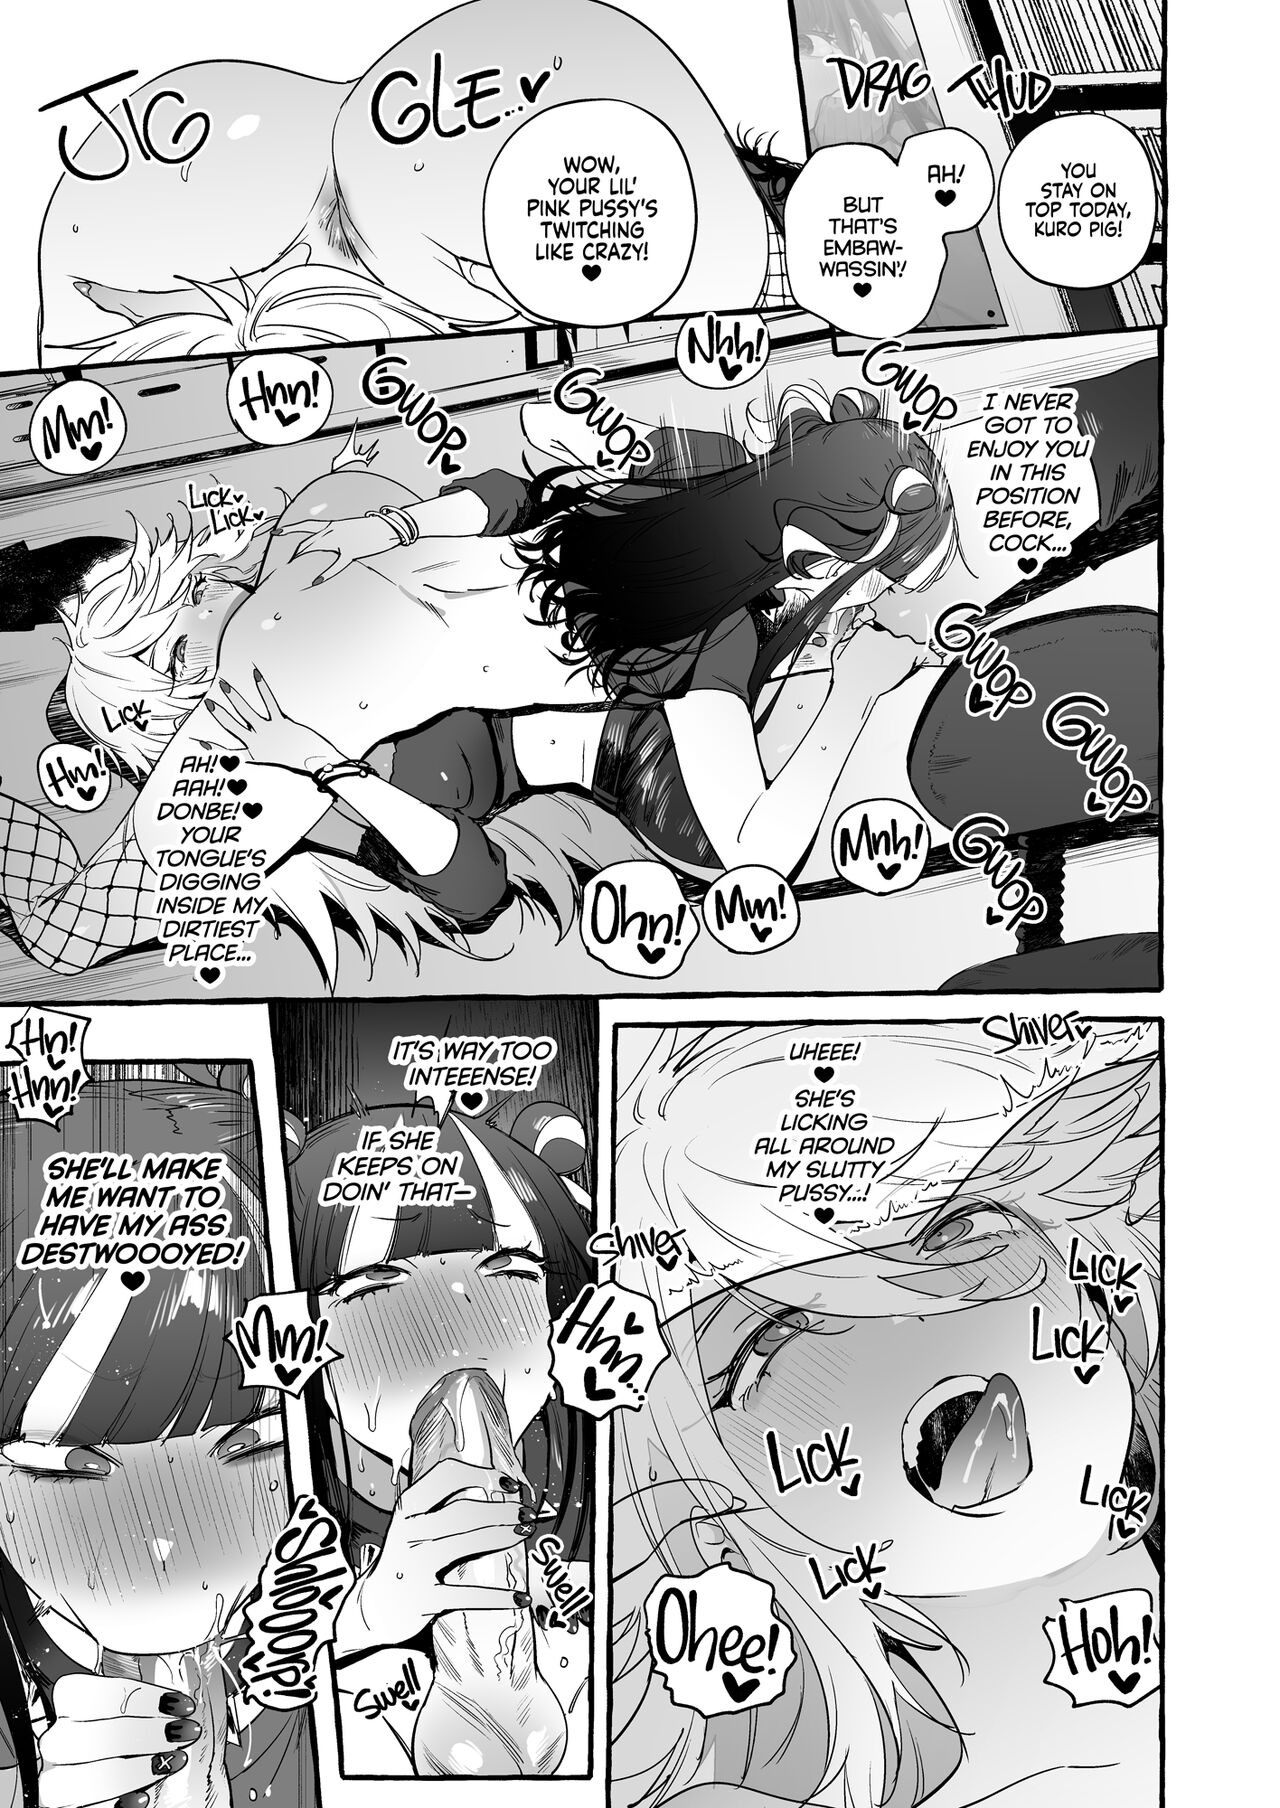 DRAG
THUD
YOU
STAY ON
TOP TODAY,
KURO PIG!
AH!
BUT
THAT'S
EMBAW-
WASSIN'!
JIG
GLE...
WOW,
YOUR LIL'
PINK PUSSY'S
TWITCHING
LIKE CRAZY!
Nhh!
GWOP
GWOP
GWOP
GWOP
Hnn!
Mm!
I NEVER
GOT TO
ENJOY YOU
IN THIS
POSITION
BEFORE,
COCK...
LICK
LICK
LICK
GWOP
GWOP
GWOP
Hm!
AH!
AAH!
DONBE!
YOUR
TONGUE'S
DIGGING
INSIDE MY
DIRTIEST
PLACE...
Mnh!
Mm!
Ohn!
Shiver
UHEEE!
SHE'S
LICKING
ALL AROUND
MY SLUTTY
PUSSY...!
Shiver
LICK
LICK
LICK
LICK
LICK
Ohee!
Hoh!
IT'S WAY TOO
INTEEENSE!
IF SHE
KEEPS ON
DOIN' THAT–
Hnn...
Mm!
Swell
Swell
Hn!
Hnn!
SHE'LL MAKE
ME WANT TO
HAVE MY ASS
DESTWOOOYED!
Shloooop!